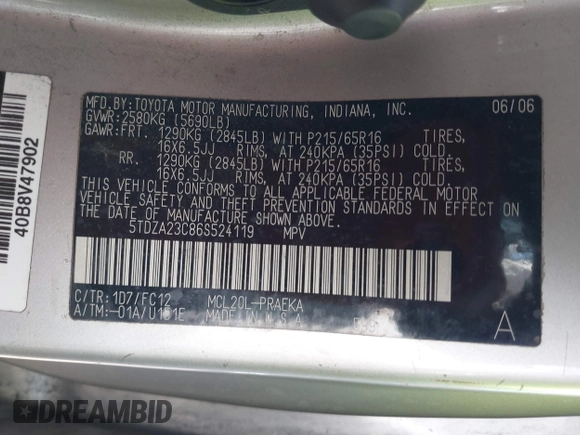 MFD.BY:TOYOTA MOTOR MANUFACTURING, INDIANA, INC. 06/06
GVWR:2580KG (5690LB)
GAWR:FRT. 1290KG (2845LB) WITH P215/65R16 TIRES,
16X6.5JJ RIMS, AT 240KPA (35PSI) COLD
RR. 1290KG (2845LB) WITH P215/65R16 TIRES,
16X6.5JJ RIMS, AT 240KPA (35PSI) COLD.
THIS VEHICLE CONFORMS TO ALL APPLICABLE FEDERAL MOTOR
VEHICLE SAFETY AND THEFT PREVENTION STANDARDS IN EFFECT
ON THE DATE OF MANUFACTURE SHOWN ABOVE.
5TDZA23C86S524119 MPV
C/TR:1D7/FC12 MCL20L-PRAEKA
A/TM:-01A/U151E MADE IN U.S.A
A
40B8V47902
DREAMBID